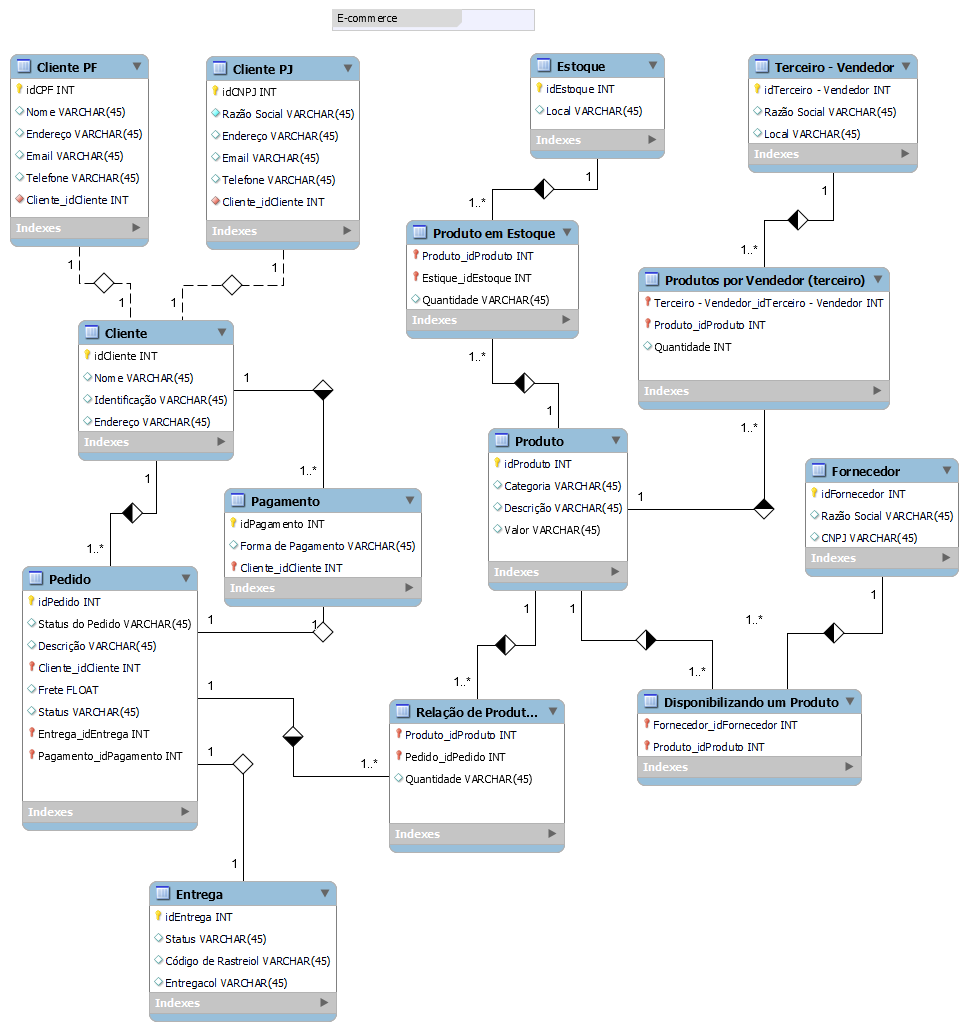 E-commerce
Cliente PF
idCPF INT
Nome VARCHAR(45)
Endereço VARCHAR(45)
Email VARCHAR(45)
Telefone VARCHAR(45)
Cliente_idCliente INT
Indexes
Cliente PJ
idCNPJ INT
Razão Social VARCHAR(45)
Endereço VARCHAR(45)
Email VARCHAR(45)
Telefone VARCHAR(45)
Cliente_idCliente INT
Indexes
Estoque
idEstoque INT
Local VARCHAR(45)
Indexes
Terceiro - Vendedor
idTerceiro - Vendedor INT
Razão Social VARCHAR(45)
Local VARCHAR(45)
Indexes
1
1
1
1
1
1..*
1
1..*
Produto em Estoque
Produto_idProduto INT
Estique_idEstoque INT
Quantidade VARCHAR(45)
Indexes
Produtos por Vendedor (terceiro)
Terceiro - Vendedor_idTerceiro - Vendedor INT
Produto_idProduto INT
Quantidade INT
Indexes
Cliente
idCliente INT
Nome VARCHAR(45)
Identificação VARCHAR(45)
Endereço VARCHAR(45)
Indexes
1
1..*
1..*
1
1..*
1
1
1..*
Produto
idProduto INT
Categoria VARCHAR(45)
Descrição VARCHAR(45)
Valor VARCHAR(45)
Indexes
Fornecedor
idFornecedor INT
Razão Social VARCHAR(45)
CNPJ VARCHAR(45)
Indexes
Pagamento
idPagamento INT
Forma de Pagamento VARCHAR(45)
Cliente_idCliente INT
Indexes
Pedido
idPedido INT
Status do Pedido VARCHAR(45)
Descrição VARCHAR(45)
Cliente_idCliente INT
Frete FLOAT
Status VARCHAR(45)
Entrega_idEntrega INT
Pagamento_idPagamento INT
Indexes
1
1
1
1..*
1
1..*
1
1..*
1
1..*
1
1
Relação de Produt...
Produto_idProduto INT
Pedido_idPedido INT
Quantidade VARCHAR(45)
Indexes
Disponibilizando um Produto
Fornecedor_idFornecedor INT
Produto_idProduto INT
Indexes
Entrega
idEntrega INT
Status VARCHAR(45)
Código de Rastreiol VARCHAR(45)
Entregacol VARCHAR(45)
Indexes